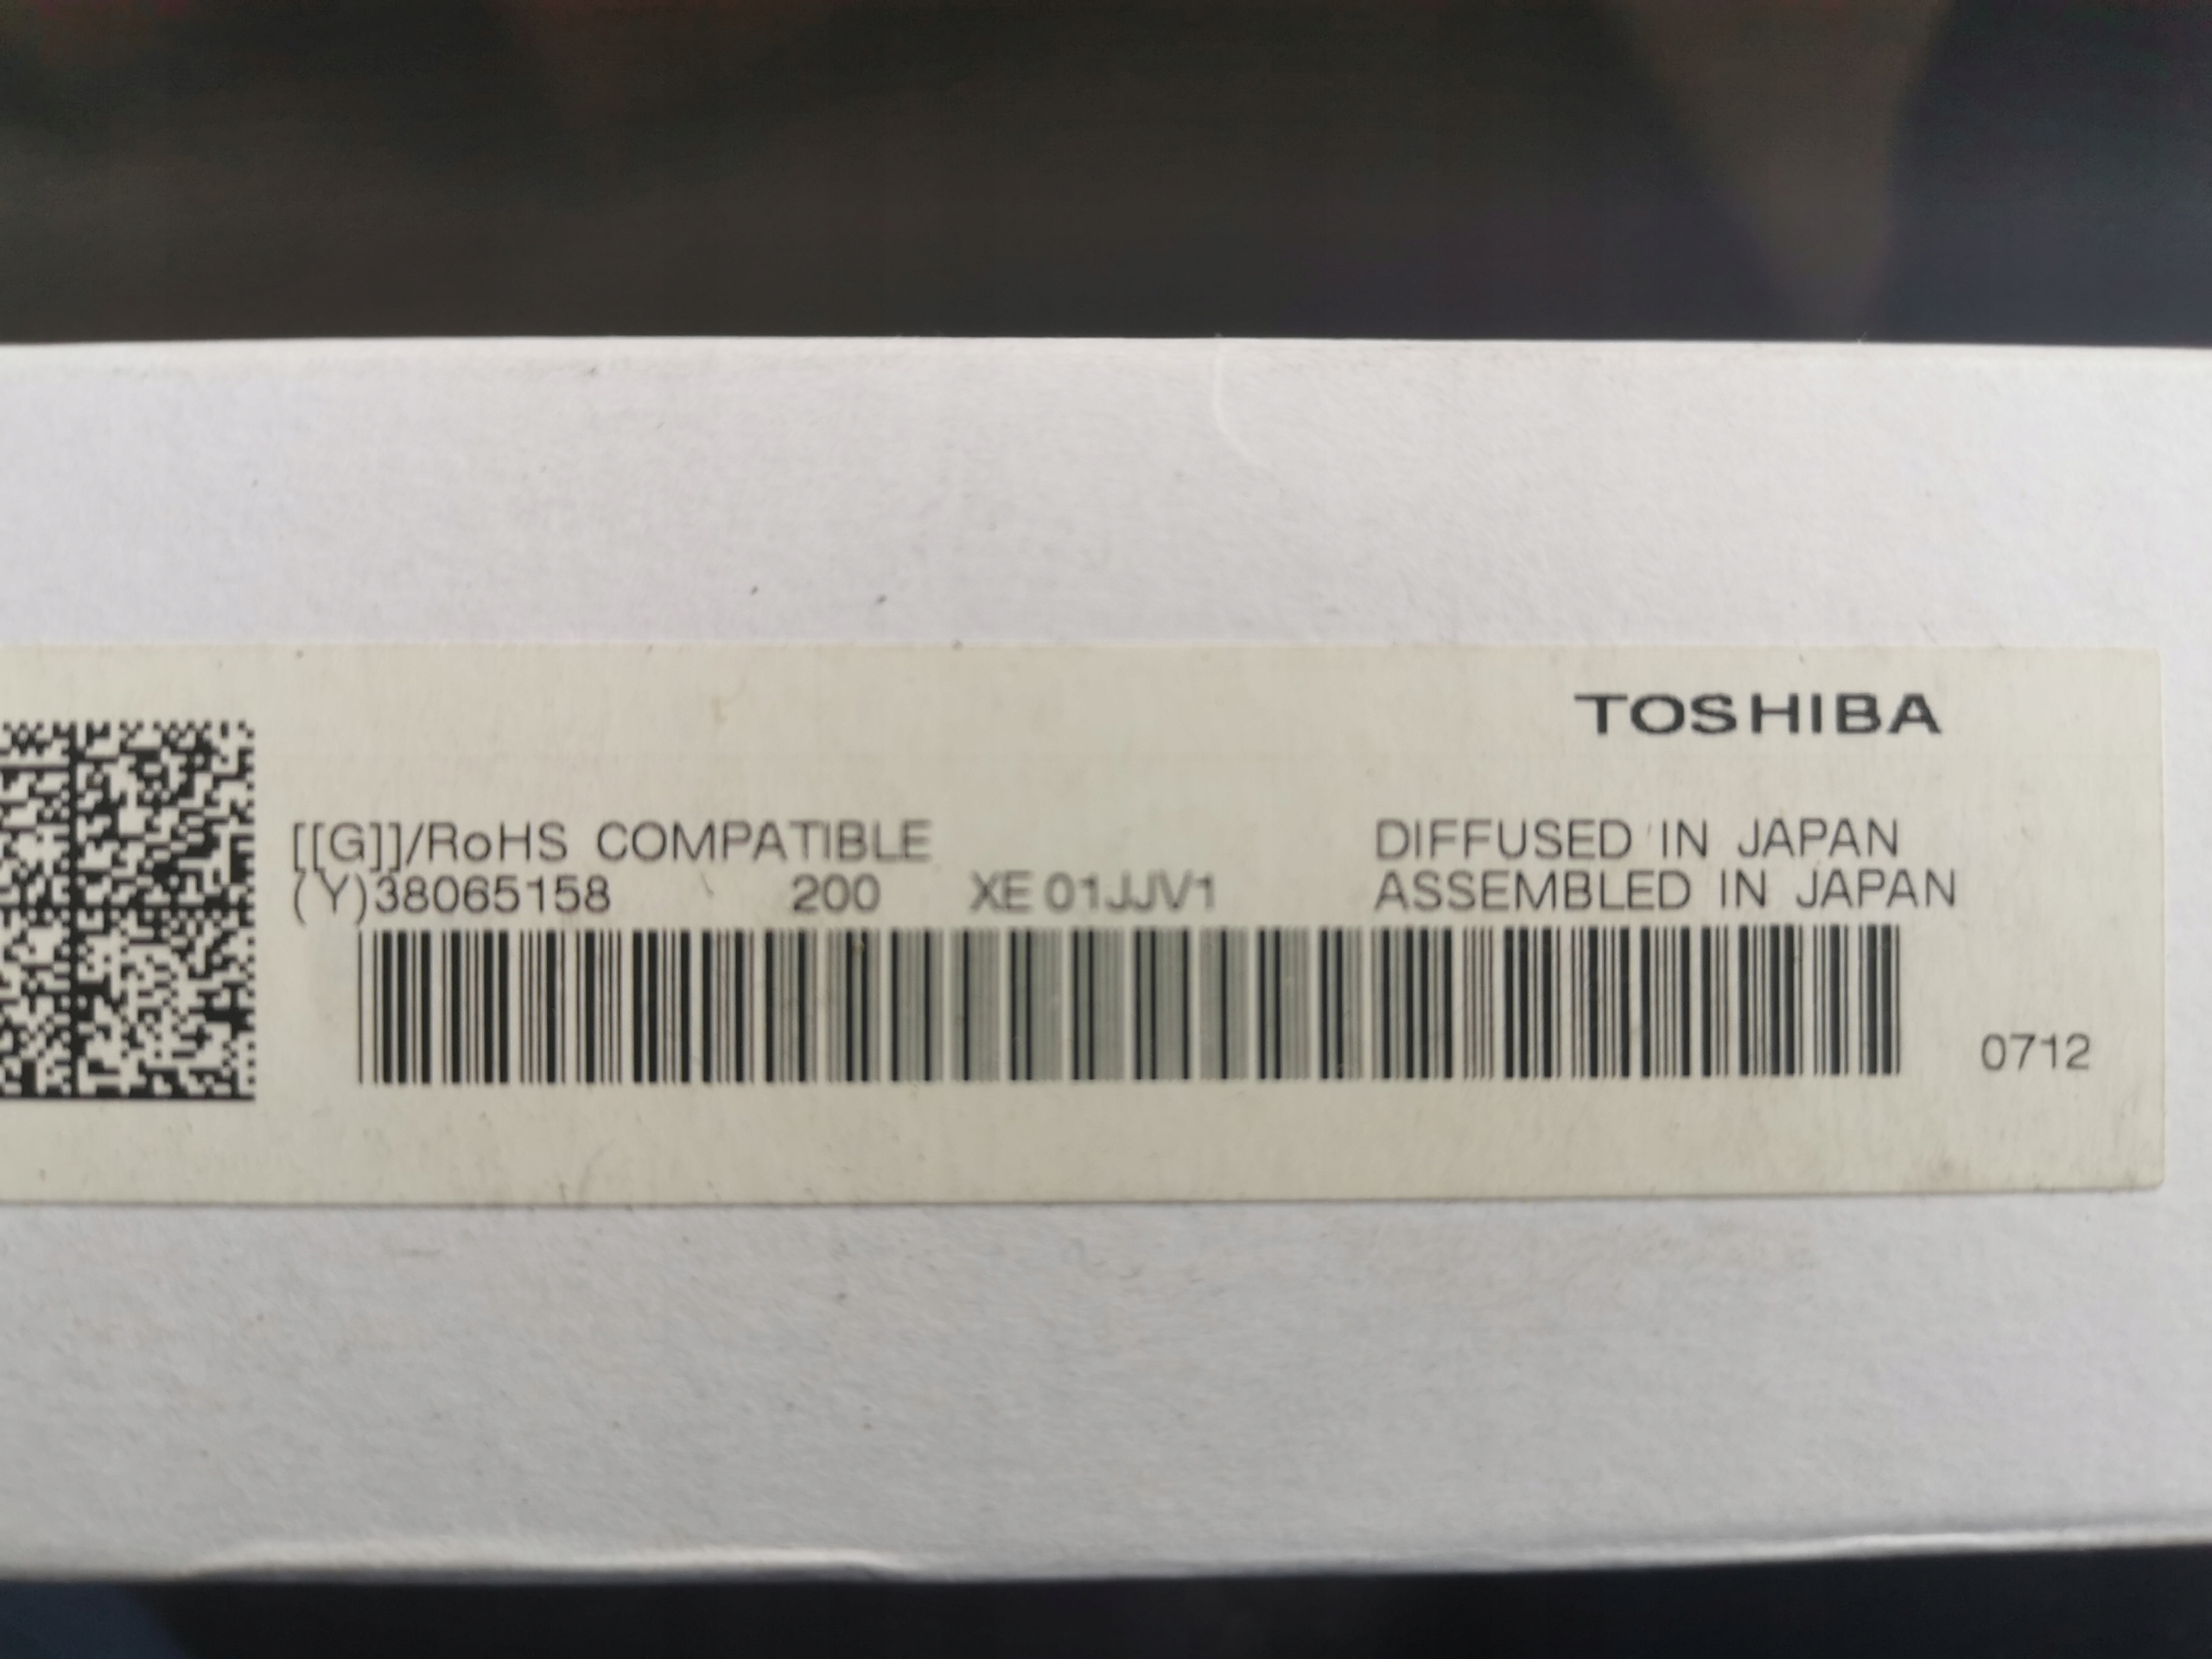 TOSHIBA
[[G]]/RoHS COMPATIBLE
DIFFUSED IN JAPAN
(Y)38065158 200 XE 01JJV1
ASSEMBLED IN JAPAN
0712